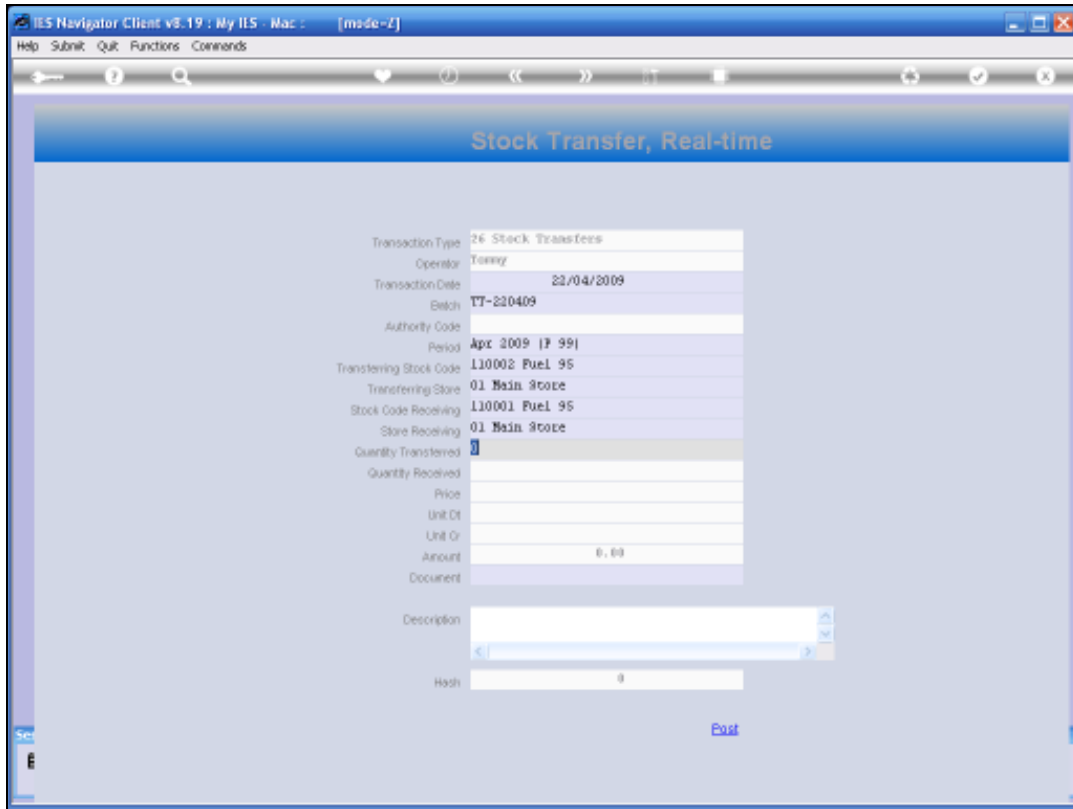 IES Navigator Client v8.19 : My IES - Mac : [mode=Z]
Help Submit Quit Functions Commands
Stock Transfer, Real-time
Transaction Type 26 Stock Transfers
Operator Tommy
Transaction Date 22/04/2009
Batch TT-220409
Authority Code
Period Apr 2009 (P 99)
Transferring Stock Code 110002 Fuel 95
Transferring Store 01 Main Store
Stock Code Receiving 110001 Fuel 95
Store Receiving 01 Main Store
Quantity Transferred 0
Quantity Received
Price
Unit Dt
Unit Cr
Amount 0.00
Document
Description
Hash 0
Post
Se